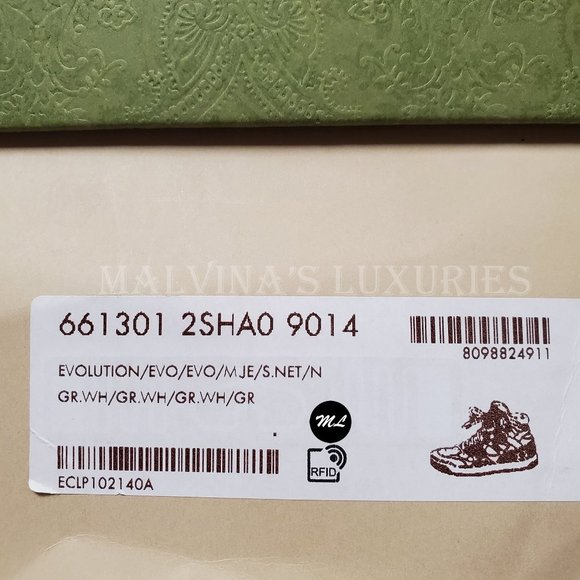 MALVINA'S LUXURIES
661301 2SHA0 9014
8098824911
EVOLUTION/EVO/EVO/MJE/S.NET/N
GR.WH/GR.WH/GR.WH/GR
ML
RFID
ECLP102140A